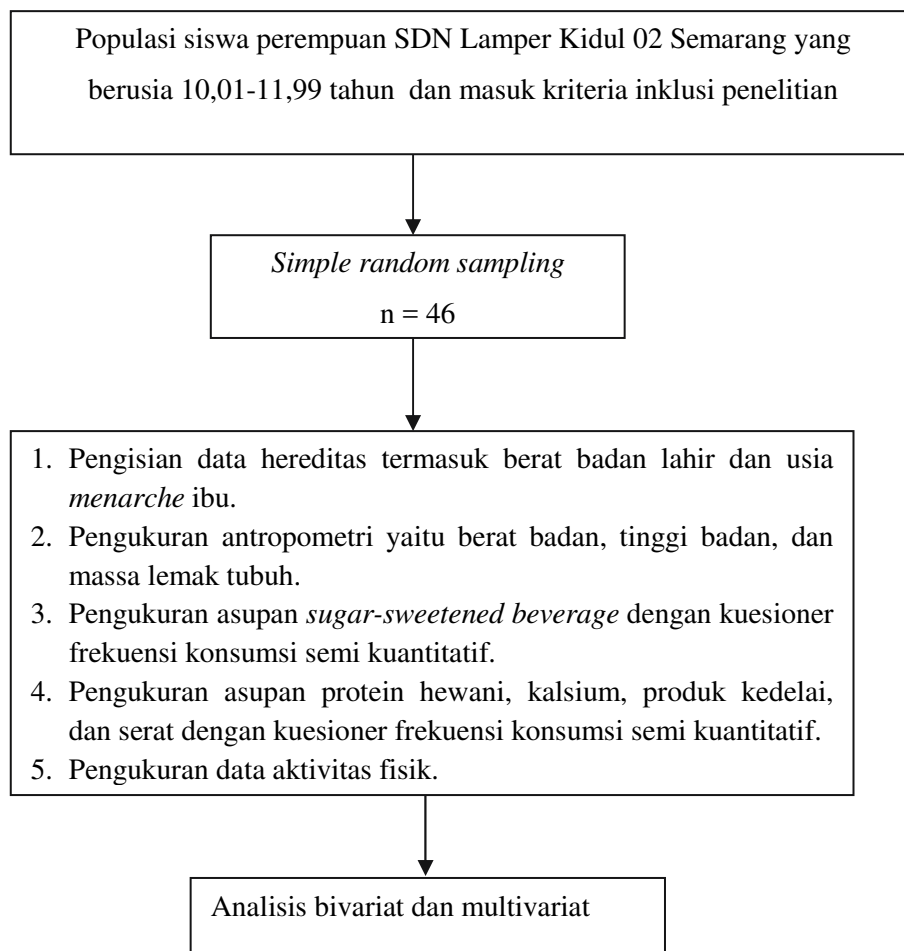 Populasi siswa perempuan SDN Lamper Kidul 02 Semarang yang
berusia 10,01-11,99 tahun dan masuk kriteria inklusi penelitian
Simple random sampling
n = 46
1. Pengisian data hereditas termasuk berat badan lahir dan usia
menarche ibu.
2. Pengukuran antropometri yaitu berat badan, tinggi badan, dan
massa lemak tubuh.
3. Pengukuran asupan sugar-sweetened beverage dengan kuesioner
frekuensi konsumsi semi kuantitatif.
4. Pengukuran asupan protein hewani, kalsium, produk kedelai,
dan serat dengan kuesioner frekuensi konsumsi semi kuantitatif.
5. Pengukuran data aktivitas fisik.
Analisis bivariat dan multivariat